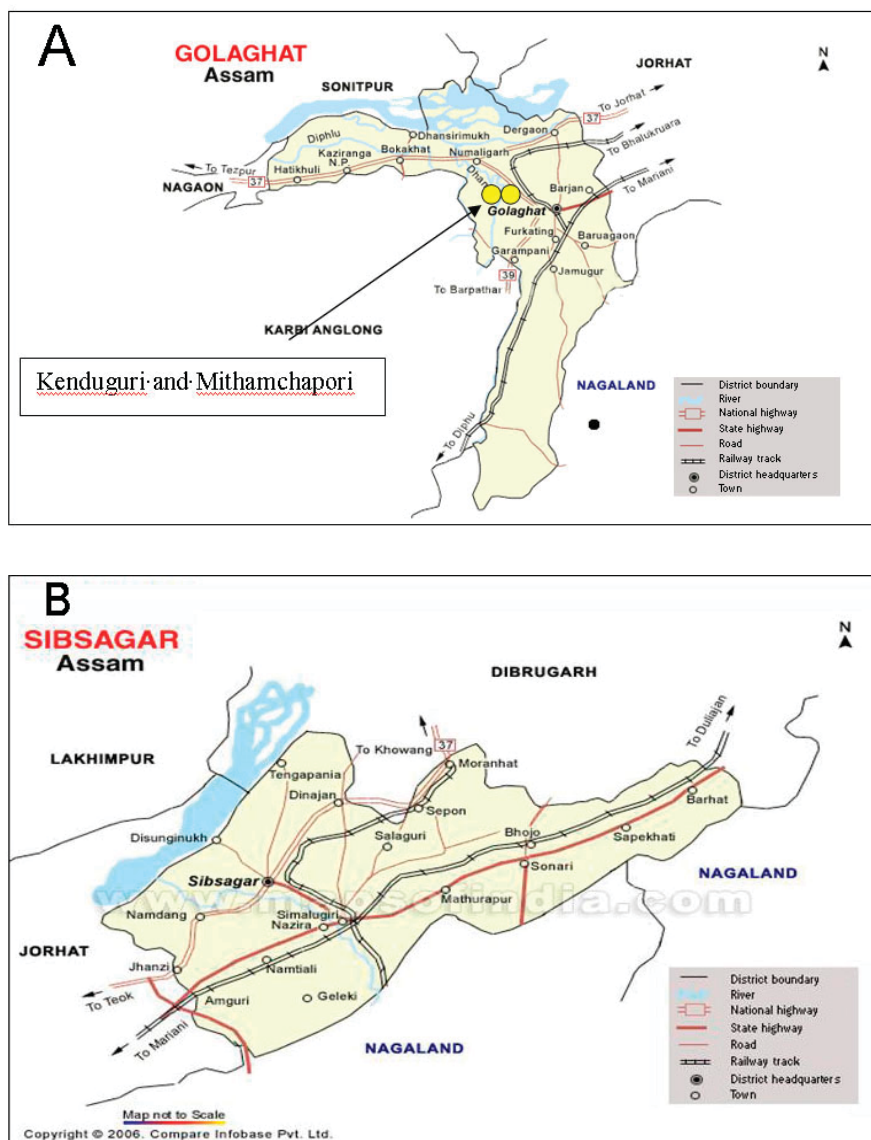 A
GOLAGHAT
Assam
N
JORHAT
SONITPUR
To Jorhat
37
Dergaon
To Bhalukruara
Diphlu
Dhansirimukh
Kaziranga
N.P.
Bokakhat
Numaligarh
To Tezpur
Hatikhuli
To Mariani
NAGAON
37
Barjan
Golaghat
Furkating
Baruagaon
Garampani
39
Jamugur
To Barpathar
KARBI ANGLONG
Kenduguri and Mithamchapori
NAGALAND
To Diphu
District boundary
River
National highway
State highway
Road
Railway track
District headquarters
Town
B
SIBSAGAR
Assam
N
DIBRUGARH
To Duliajan
LAKHIMPUR
To Khowang
37
Moranhat
Tengapania
Dinajan
Sepon
Barhat
Disunginukh
Salaguri
Bhojo
Sapekhati
Sibsagar
Sonari
NAGALAND
www.mapsofindia.com
Mathurapur
Namdang
Simalugiri
Nazira
JORHAT
Jhanzi
Namtiali
To Teok
Amguri
Geleki
To Mariani
NAGALAND
District boundary
River
National highway
State highway
Road
Railway track
District headquarters
Town
Map not to Scale
Copyright © 2006. Compare Infobase Pvt. Ltd.